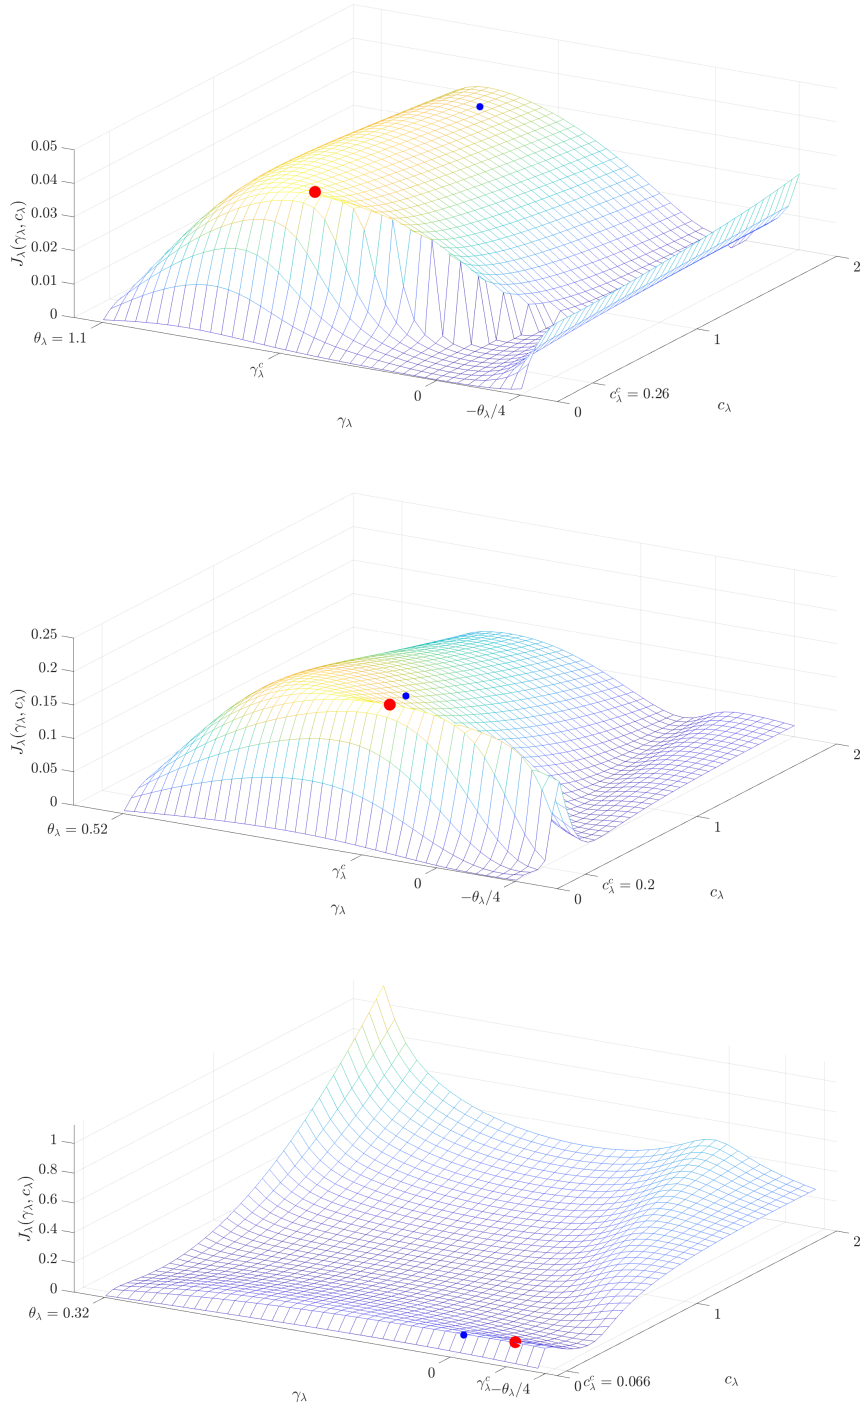 0.05
0.04
0.03
0.02
0.01
0
J_λ(γ_λ, c_λ)
θ_λ = 1.1
γ_λ^c
0
−θ_λ/4
γ_λ
0
c_λ^c = 0.26
1
2
c_λ
0.25
0.2
0.15
0.1
0.05
0
J_λ(γ_λ, c_λ)
θ_λ = 0.52
γ_λ^c
0
−θ_λ/4
γ_λ
0
c_λ^c = 0.2
1
2
c_λ
1
0.8
0.6
0.4
0.2
0
J_λ(γ_λ, c_λ)
θ_λ = 0.32
0
γ_λ^c
−θ_λ/4
γ_λ
0
c_λ^c = 0.066
1
2
c_λ